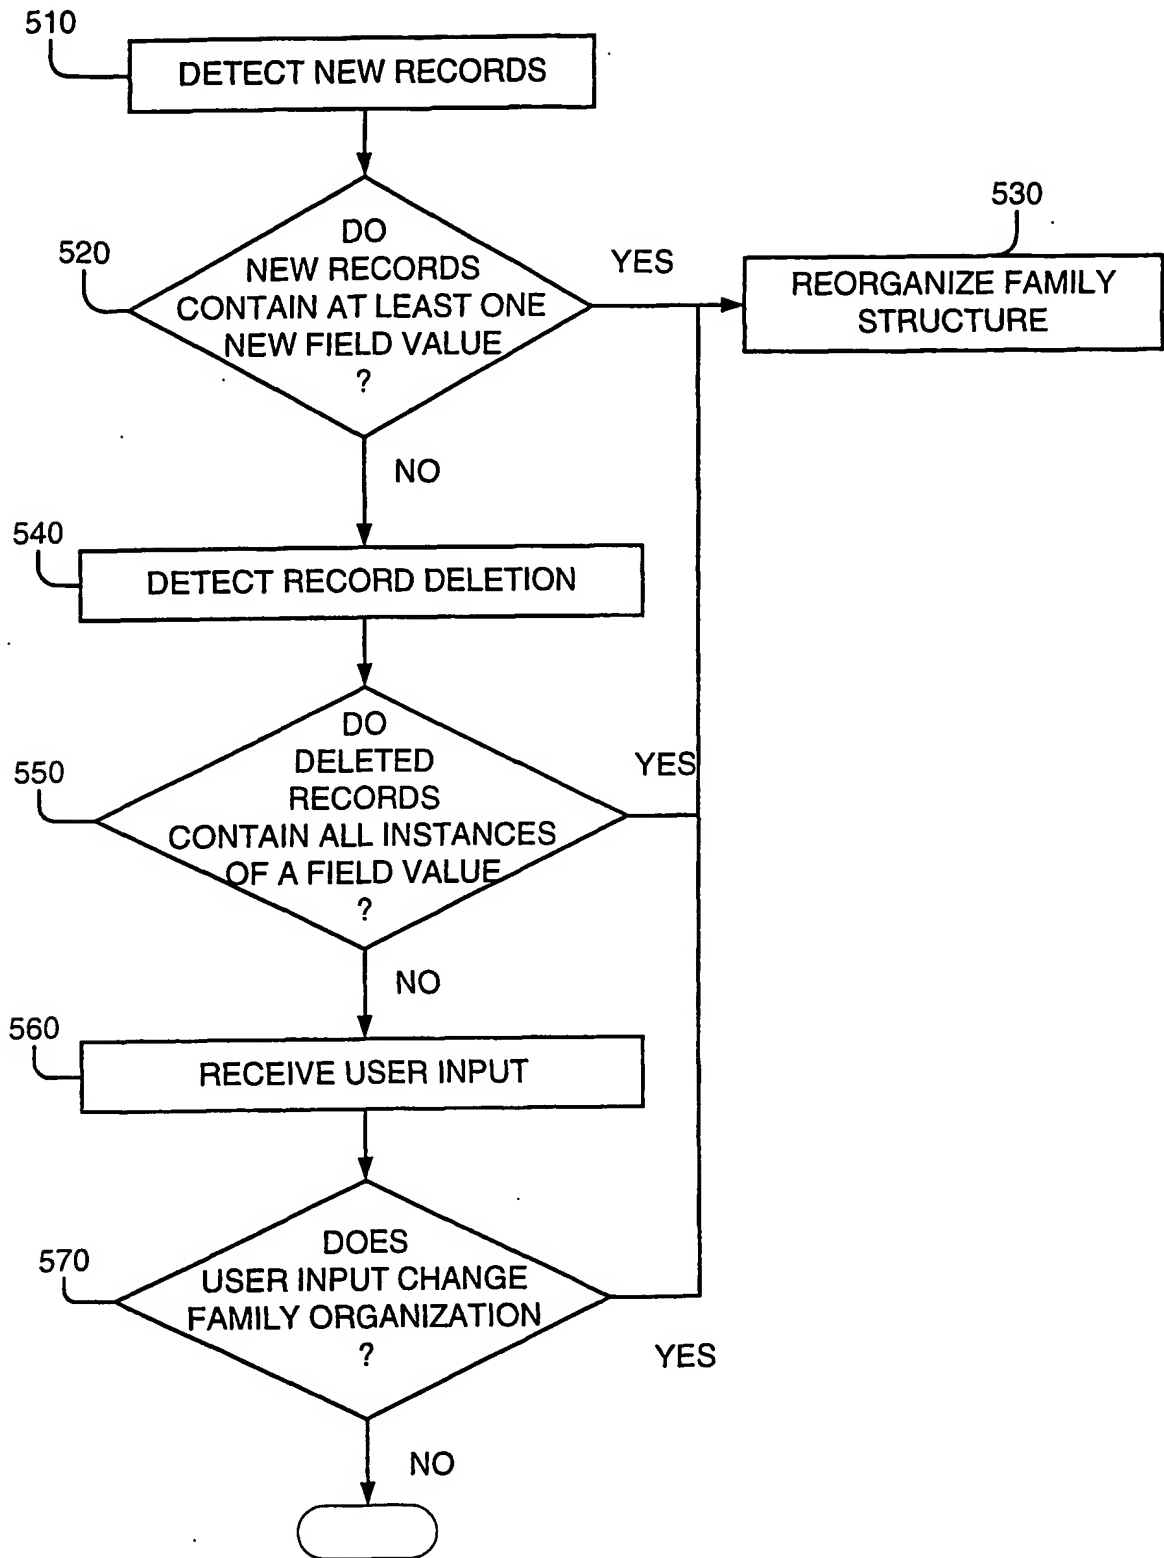 510
DETECT NEW RECORDS
520
DO
NEW RECORDS
CONTAIN AT LEAST ONE
NEW FIELD VALUE
?
YES
530
REORGANIZE FAMILY
STRUCTURE
NO
540
DETECT RECORD DELETION
550
DO
DELETED
RECORDS
CONTAIN ALL INSTANCES
OF A FIELD VALUE
?
YES
NO
560
RECEIVE USER INPUT
570
DOES
USER INPUT CHANGE
FAMILY ORGANIZATION
?
YES
NO